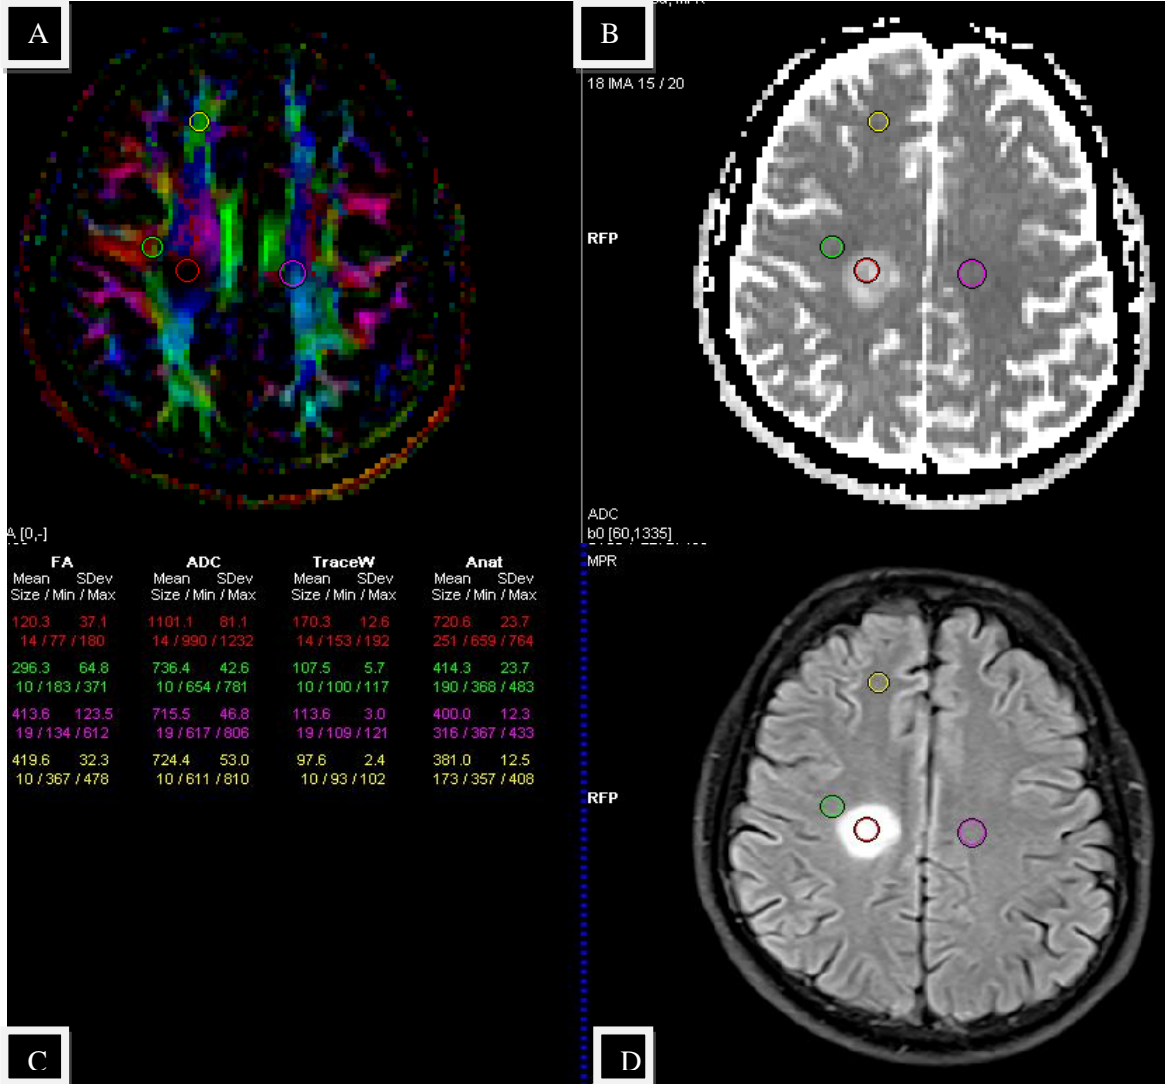 A
B
18 IMA 15 / 20
RFP
A [0,-]
ADC
b0 [60,1335]
FA ADC TraceW Anat
Mean SDev Mean SDev Mean SDev Mean SDev
Size / Min / Max Size / Min / Max Size / Min / Max Size / Min / Max
120.3 37.1 1101.1 81.1 170.3 12.6 720.6 23.7
14 / 77 / 180 14 / 990 / 1232 14 / 153 / 192 251 / 659 / 764
296.3 64.8 736.4 42.6 107.5 5.7 414.3 23.7
10 / 183 / 371 10 / 654 / 781 10 / 100 / 117 190 / 368 / 483
413.6 123.5 715.5 46.8 113.6 3.0 400.0 12.3
19 / 134 / 612 19 / 617 / 806 19 / 109 / 121 316 / 367 / 433
419.6 32.3 724.4 53.0 97.6 2.4 381.0 12.5
10 / 367 / 478 10 / 611 / 810 10 / 93 / 102 173 / 357 / 408
MPR
RFP
C
D